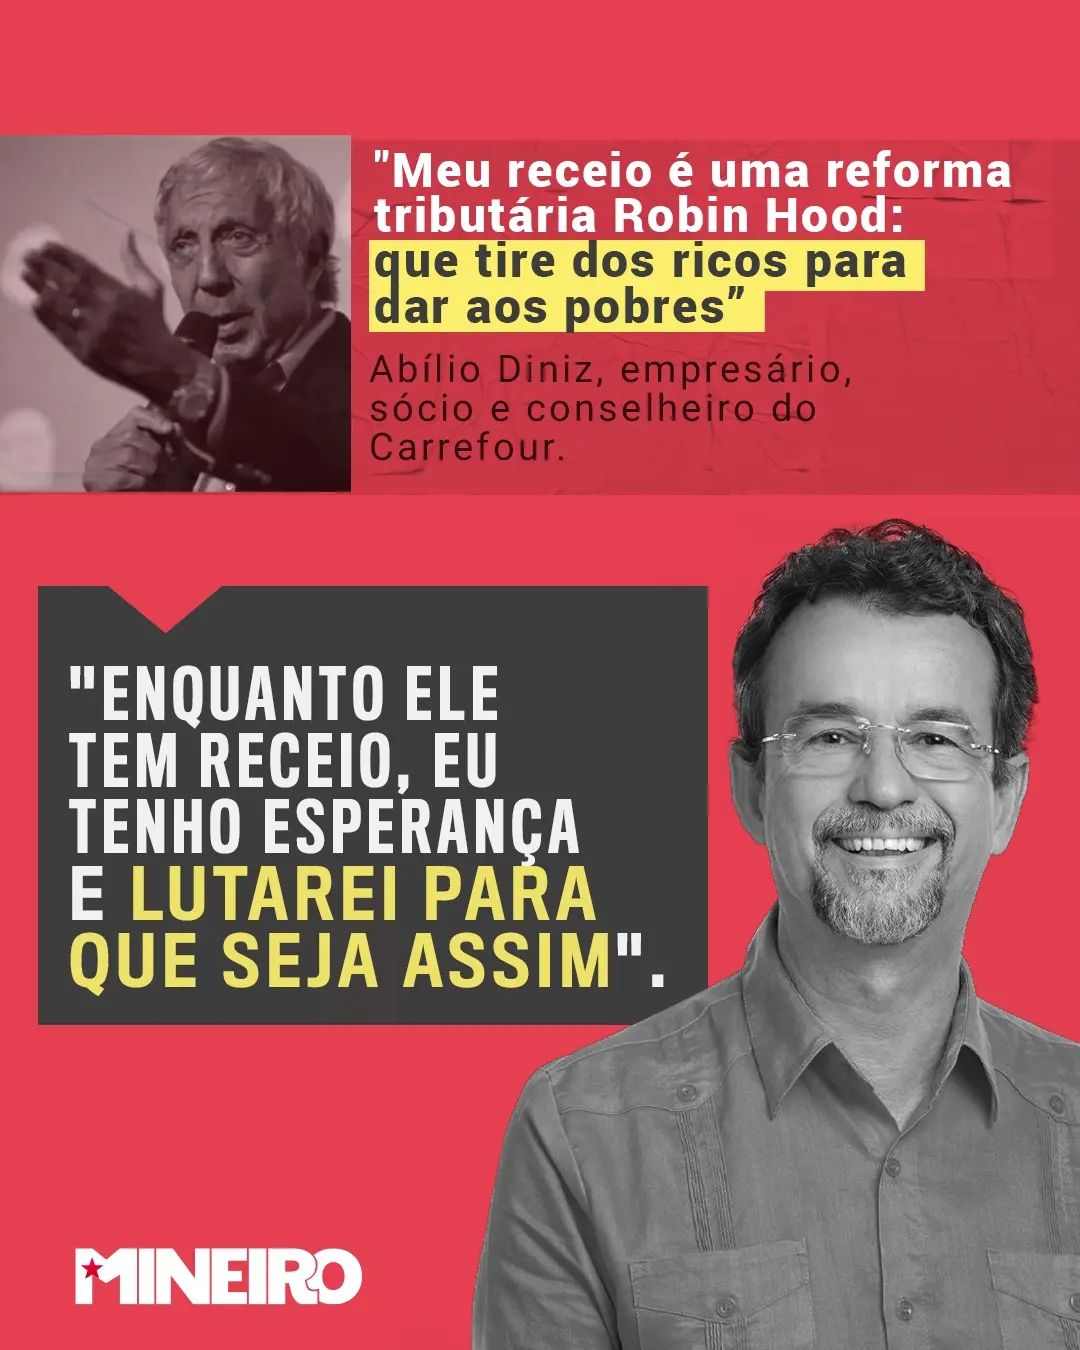 "Meu receio é uma reforma
tributária Robin Hood:
que tire dos ricos para
dar aos pobres”
Abílio Diniz, empresário,
sócio e conselheiro do
Carrefour.
"ENQUANTO ELE
TEM RECEIO, EU
TENHO ESPERANÇA
E LUTAREI PARA
QUE SEJA ASSIM".
MINEIRO